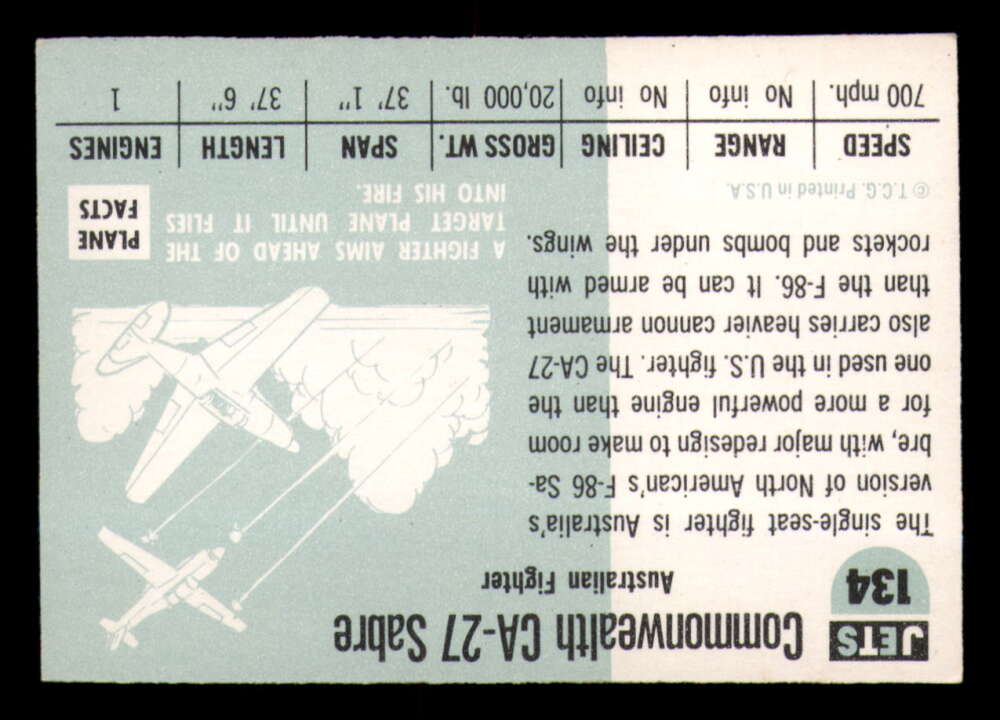 JETS
134
Commonwealth CA-27 Sabre
Australian Fighter
The single-seat fighter is Australia's
version of North American's F-86 Sa-
bre, with major redesign to make room
for a more powerful engine than the
one used in the U.S. fighter. The CA-27
also carries heavier cannon armament
than the F-86. It can be armed with
rockets and bombs under the wings.
© T.C.G. Printed in U.S.A.
A FIGHTER AIMS AHEAD OF THE
TARGET PLANE UNTIL IT FLIES
INTO HIS FIRE.
PLANE
FACTS
SPEED RANGE CEILING GROSS WT. SPAN LENGTH ENGINES
700 mph. No info No info 20,000 lb. 37' 1" 37' 6" 1